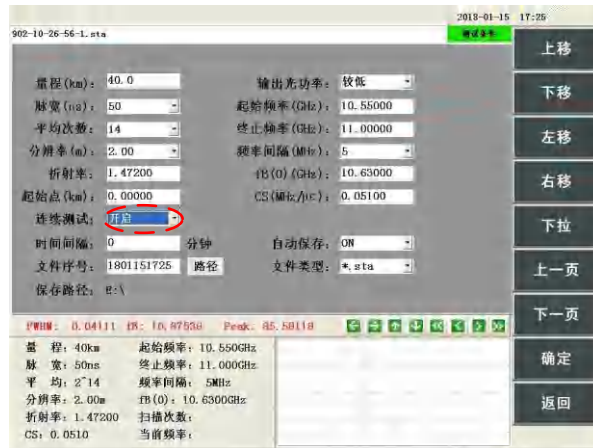 2018-01-15 17:25
902-10-26-56-1.sta
测试条件
量程(km): 40.0 输出光功率: 较低
脉宽(ns): 50 起始频率(GHz): 10.55000
平均次数: 14 终止频率(GHz): 11.00000
分辨率(m): 2.00 频率间隔(MHz): 5
折射率: 1.47200 fB(0)(GHz): 10.63000
起始点(km): 0.00000 CS(MHz/με): 0.05100
连续测试: 开启
时间间隔: 0 分钟 自动保存: ON
文件序号: 1801151725 路径 文件类型: *.sta
保存路径: E:\
FWHM: 0.04111 fB: 10.87538 Peak: 85.59118
量 程: 40km 起始频率: 10.550GHz
脉 宽: 50ns 终止频率: 11.000GHz
平 均: 2^14 频率间隔: 5MHz
分辨率: 2.00m fB(0): 10.6300GHz
折射率: 1.47200 扫描次数:
CS: 0.0510 当前频率:
上移
下移
左移
右移
下拉
上一页
下一页
确定
返回